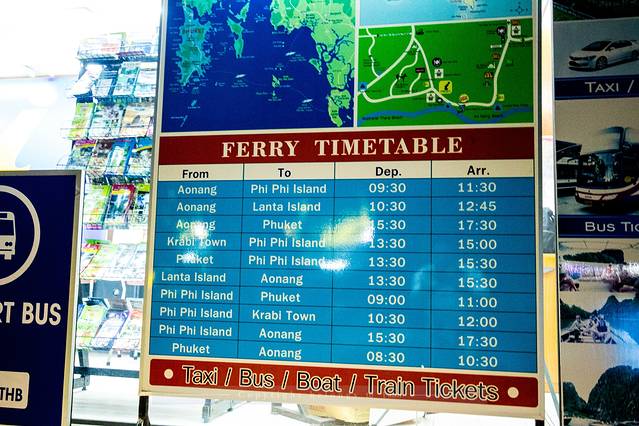 FERRY TIMETABLE
From To Dep. Arr.
Aonang Phi Phi Island 09:30 11:30
Aonang Lanta Island 10:30 12:45
Aonang Phuket 15:30 17:30
Krabi Town Phi Phi Island 13:30 15:00
Phuket Phi Phi Island 13:30 15:30
Lanta Island Aonang 13:30 15:30
Phi Phi Island Phuket 09:00 11:00
Phi Phi Island Krabi Town 10:30 12:00
Phi Phi Island Aonang 15:30 17:30
Phuket Aonang 08:30 10:30
• Taxi / Bus / Boat / Train Tickets •
RT BUS
THB
TAXI /
BUS TIC